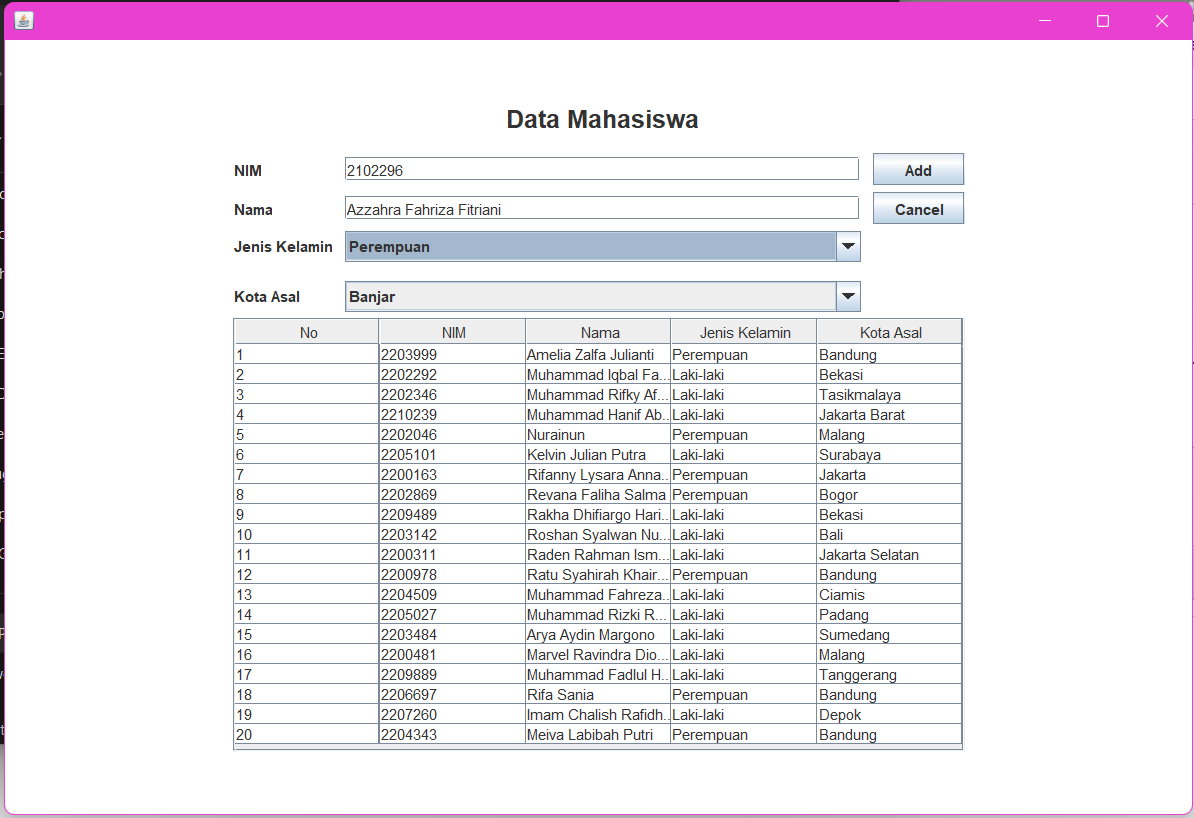 Data Mahasiswa
NIM 2102296 Add
Nama Azzahra Fahriza Fitriani Cancel
Jenis Kelamin Perempuan
Kota Asal Banjar
No NIM Nama Jenis Kelamin Kota Asal
1 2203999 Amelia Zalfa Julianti Perempuan Bandung
2 2202292 Muhammad Iqbal Fa... Laki-laki Bekasi
3 2202346 Muhammad Rifky Af... Laki-laki Tasikmalaya
4 2210239 Muhammad Hanif Ab... Laki-laki Jakarta Barat
5 2202046 Nurainun Perempuan Malang
6 2205101 Kelvin Julian Putra Laki-laki Surabaya
7 2200163 Rifanny Lysara Anna... Perempuan Jakarta
8 2202869 Revana Faliha Salma Perempuan Bogor
9 2209489 Rakha Dhifiargo Hari... Laki-laki Bekasi
10 2203142 Roshan Syalwan Nu... Laki-laki Bali
11 2200311 Raden Rahman Ism... Laki-laki Jakarta Selatan
12 2200978 Ratu Syahirah Khair... Perempuan Bandung
13 2204509 Muhammad Fahreza... Laki-laki Ciamis
14 2205027 Muhammad Rizki R... Laki-laki Padang
15 2203484 Arya Aydin Margono Laki-laki Sumedang
16 2200481 Marvel Ravindra Dio... Laki-laki Malang
17 2209889 Muhammad Fadlul H... Laki-laki Tanggerang
18 2206697 Rifa Sania Perempuan Bandung
19 2207260 Imam Chalish Rafidh... Laki-laki Depok
20 2204343 Meiva Labibah Putri Perempuan Bandung